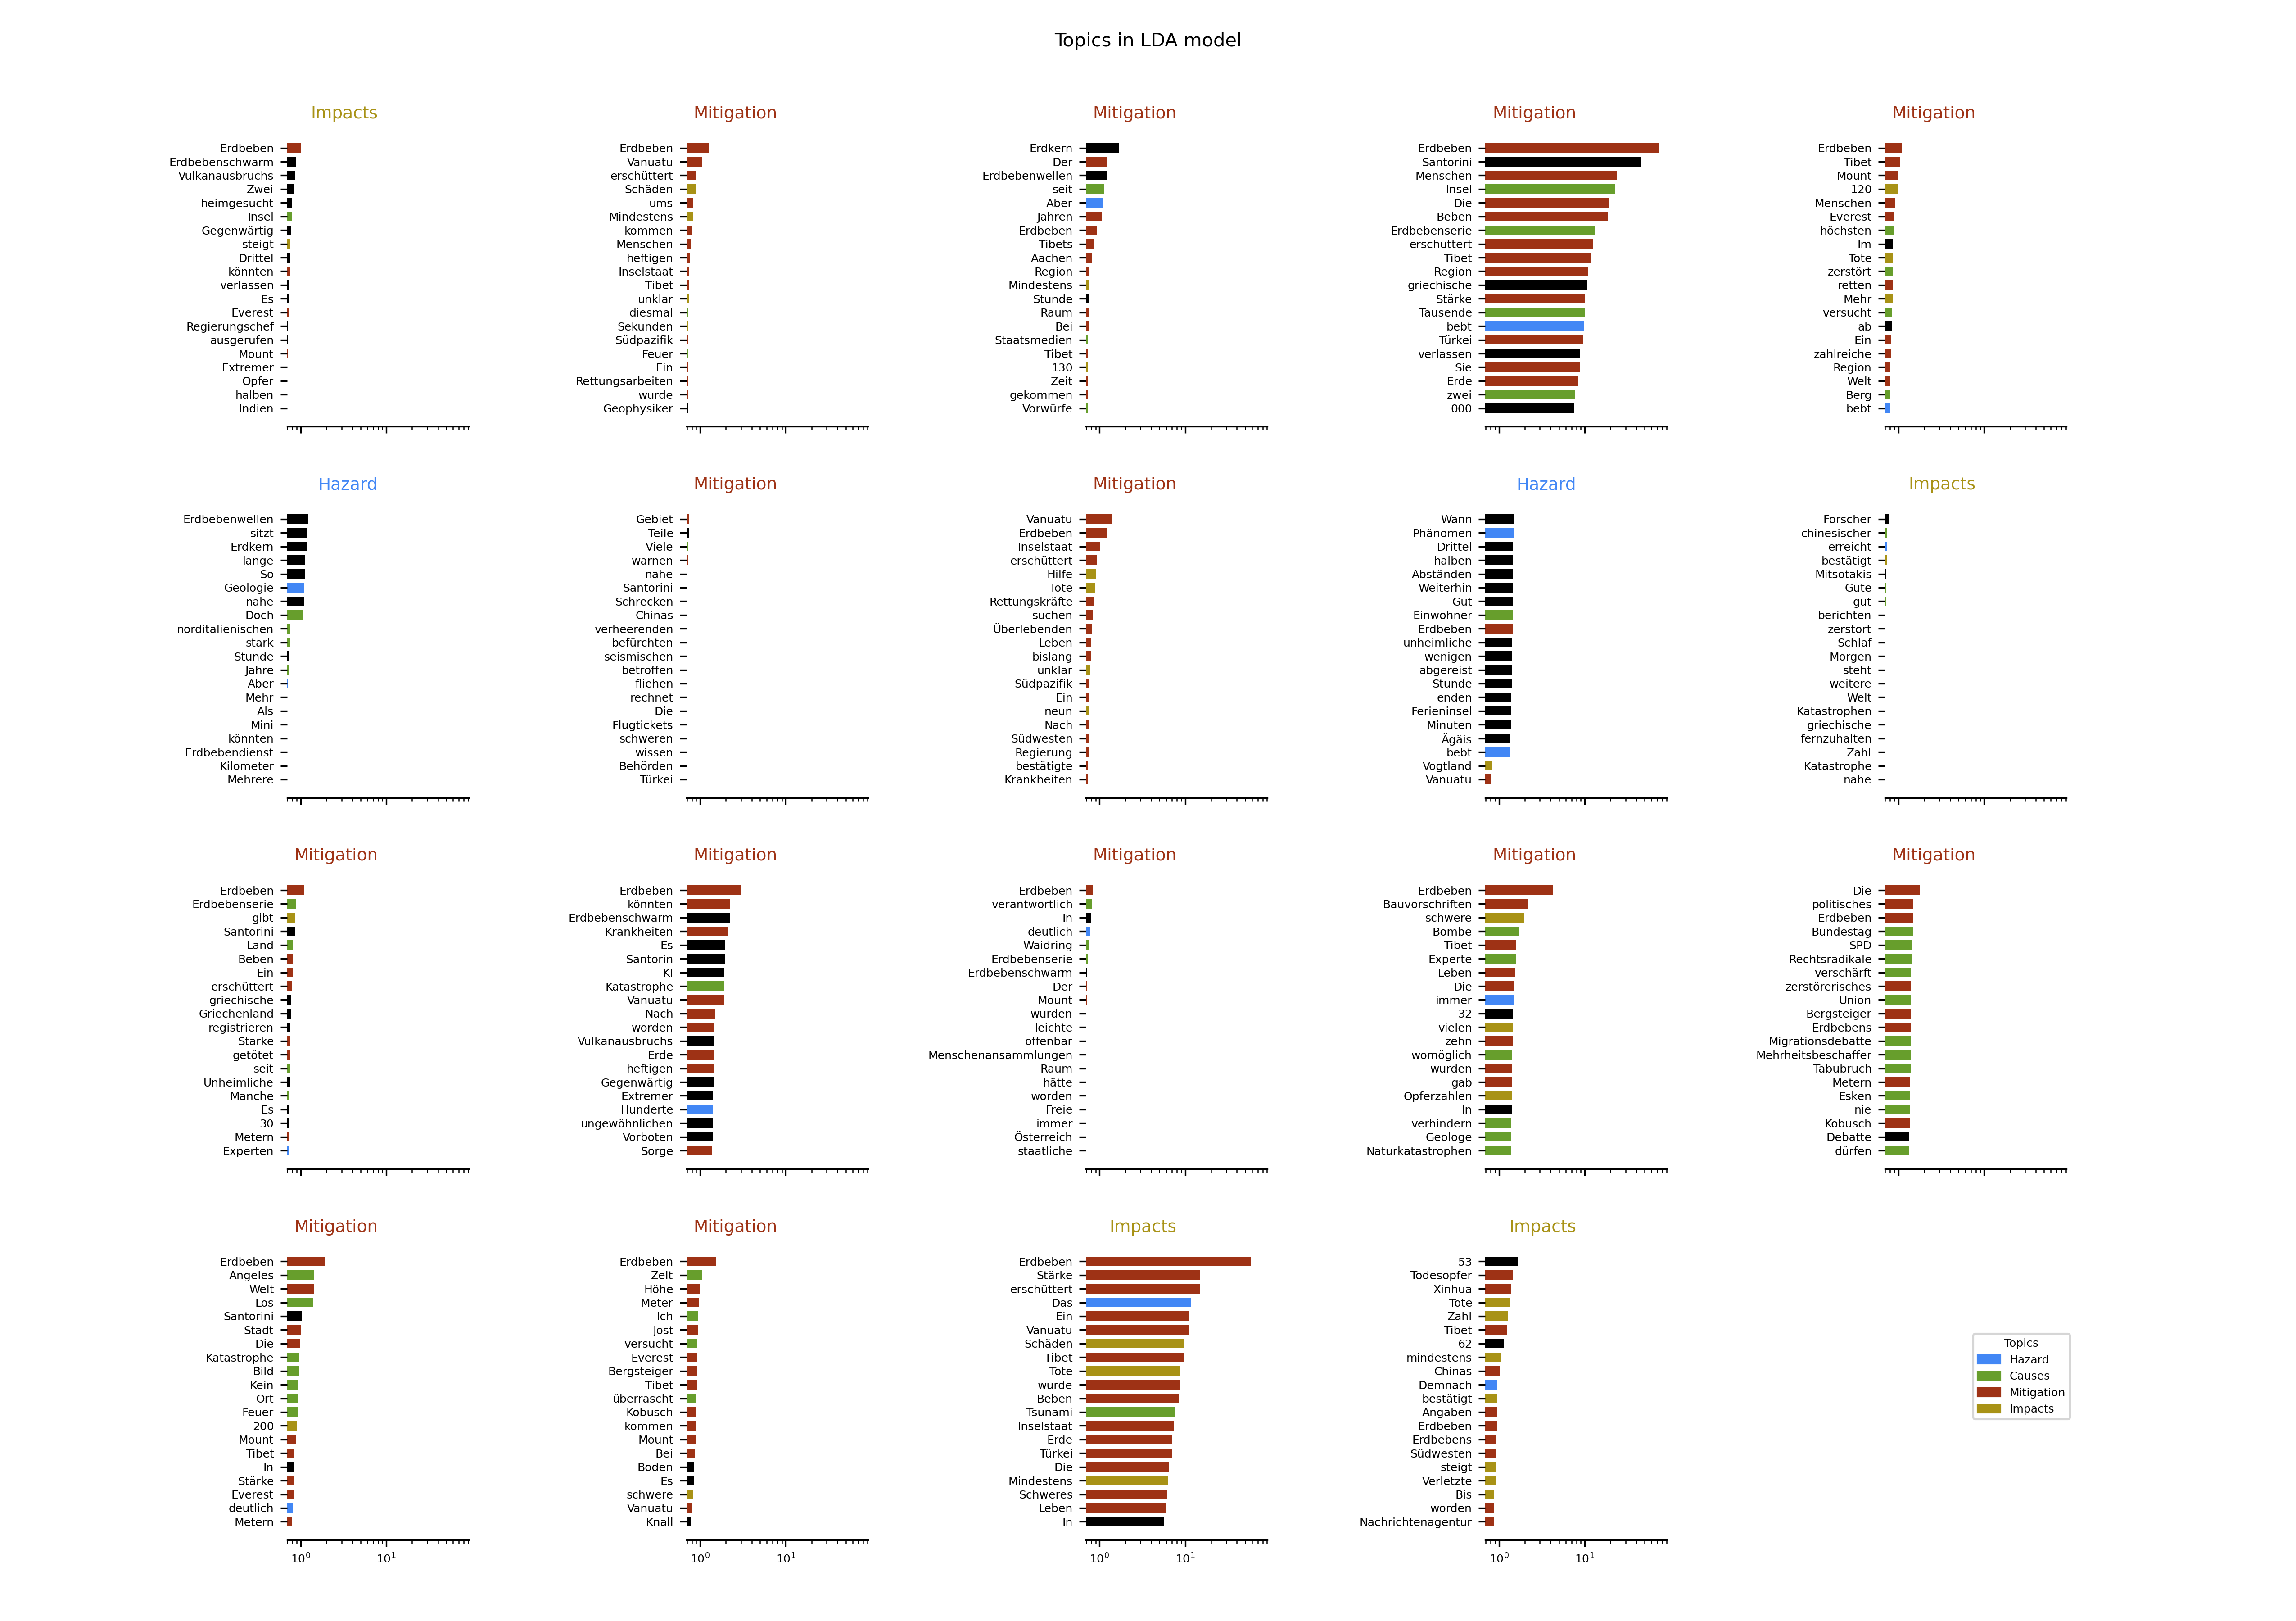 Topics in LDA model
Impacts
Erdbeben
Erdbebenschwarm
Vulkanausbruchs
Zwei
heimgesucht
Insel
Gegenwärtig
steigt
Drittel
könnten
verlassen
Es
Everest
Regierungschef
ausgerufen
Mount
Extremer
Opfer
halben
Indien
Mitigation
Erdbeben
Vanuatu
erschüttert
Schäden
ums
Mindestens
kommen
Menschen
heftigen
Inselstaat
Tibet
unklar
diesmal
Sekunden
Südpazifik
Feuer
Ein
Rettungsarbeiten
wurde
Geophysiker
Mitigation
Erdkern
Der
Erdbebenwellen
seit
Aber
Jahren
Erdbeben
Tibets
Aachen
Region
Mindestens
Stunde
Raum
Bei
Staatsmedien
Tibet
130
Zeit
gekommen
Vorwürfe
Mitigation
Erdbeben
Santorini
Menschen
Insel
Die
Beben
Erdbebenserie
erschüttert
Tibet
Region
griechische
Stärke
Tausende
bebt
Türkei
verlassen
Sie
Erde
zwei
000
Mitigation
Erdbeben
Tibet
Mount
120
Menschen
Everest
höchsten
Im
Tote
zerstört
retten
Mehr
versucht
ab
Ein
zahlreiche
Region
Welt
Berg
bebt
Hazard
Erdbebenwellen
sitzt
Erdkern
lange
So
Geologie
nahe
Doch
norditalienischen
stark
Stunde
Jahre
Aber
Mehr
Als
Mini
könnten
Erdbebendienst
Kilometer
Mehrere
Mitigation
Gebiet
Teile
Viele
warnen
nahe
Santorini
Schrecken
Chinas
verheerenden
befürchten
seismischen
betroffen
fliehen
rechnet
Die
Flugtickets
schweren
wissen
Behörden
Türkei
Mitigation
Vanuatu
Erdbeben
Inselstaat
erschüttert
Hilfe
Tote
Rettungskräfte
suchen
Überlebenden
Leben
bislang
unklar
Südpazifik
Ein
neun
Nach
Südwesten
Regierung
bestätigte
Krankheiten
Hazard
Wann
Phänomen
Drittel
halben
Abständen
Weiterhin
Gut
Einwohner
Erdbeben
unheimliche
wenigen
abgereist
Stunde
enden
Ferieninsel
Minuten
Ägäis
bebt
Vogtland
Vanuatu
Impacts
Forscher
chinesischer
erreicht
bestätigt
Mitsotakis
Gute
gut
berichten
zerstört
Schlaf
Morgen
steht
weitere
Welt
Katastrophen
griechische
fernzuhalten
Zahl
Katastrophe
nahe
Mitigation
Erdbeben
Erdbebenserie
gibt
Santorini
Land
Beben
Ein
erschüttert
griechische
Griechenland
registrieren
Stärke
getötet
seit
Unheimliche
Manche
Es
30
Metern
Experten
Mitigation
Erdbeben
könnten
Erdbebenschwarm
Krankheiten
Es
Santorin
KI
Katastrophe
Vanuatu
Nach
worden
Vulkanausbruchs
Erde
heftigen
Gegenwärtig
Extremer
Hunderte
ungewöhnlichen
Vorboten
Sorge
Mitigation
Erdbeben
verantwortlich
In
deutlich
Waidring
Erdbebenserie
Erdbebenschwarm
Der
Mount
wurden
leichte
offenbar
Menschenansammlungen
Raum
hätte
worden
Freie
immer
Österreich
staatliche
Mitigation
Erdbeben
Bauvorschriften
schwere
Bombe
Tibet
Experte
Leben
Die
immer
32
vielen
zehn
womöglich
wurden
gab
Opferzahlen
In
verhindern
Geologe
Naturkatastrophen
Mitigation
Die
politisches
Erdbeben
Bundestag
SPD
Rechtsradikale
verschärft
zerstörerisches
Union
Bergsteiger
Erdbebens
Migrationsdebatte
Mehrheitsbeschaffer
Tabubruch
Metern
Esken
nie
Kobusch
Debatte
dürfen
Mitigation
Erdbeben
Angeles
Welt
Los
Santorini
Stadt
Die
Katastrophe
Bild
Kein
Ort
Feuer
200
Mount
Tibet
In
Stärke
Everest
deutlich
Metern
10⁰ 10¹
Mitigation
Erdbeben
Zelt
Höhe
Meter
Ich
Jost
versucht
Everest
Bergsteiger
Tibet
überrascht
Kobusch
kommen
Mount
Bei
Boden
Es
schwere
Vanuatu
Knall
10⁰ 10¹
Impacts
Erdbeben
Stärke
erschüttert
Das
Ein
Vanuatu
Schäden
Tibet
Tote
wurde
Beben
Tsunami
Inselstaat
Erde
Türkei
Die
Mindestens
Schweres
Leben
In
10⁰ 10¹
Impacts
53
Todesopfer
Xinhua
Tote
Zahl
Tibet
62
mindestens
Chinas
Demnach
bestätigt
Angaben
Erdbeben
Erdbebens
Südwesten
steigt
Verletzte
Bis
worden
Nachrichtenagentur
10⁰ 10¹
Topics
Hazard
Causes
Mitigation
Impacts